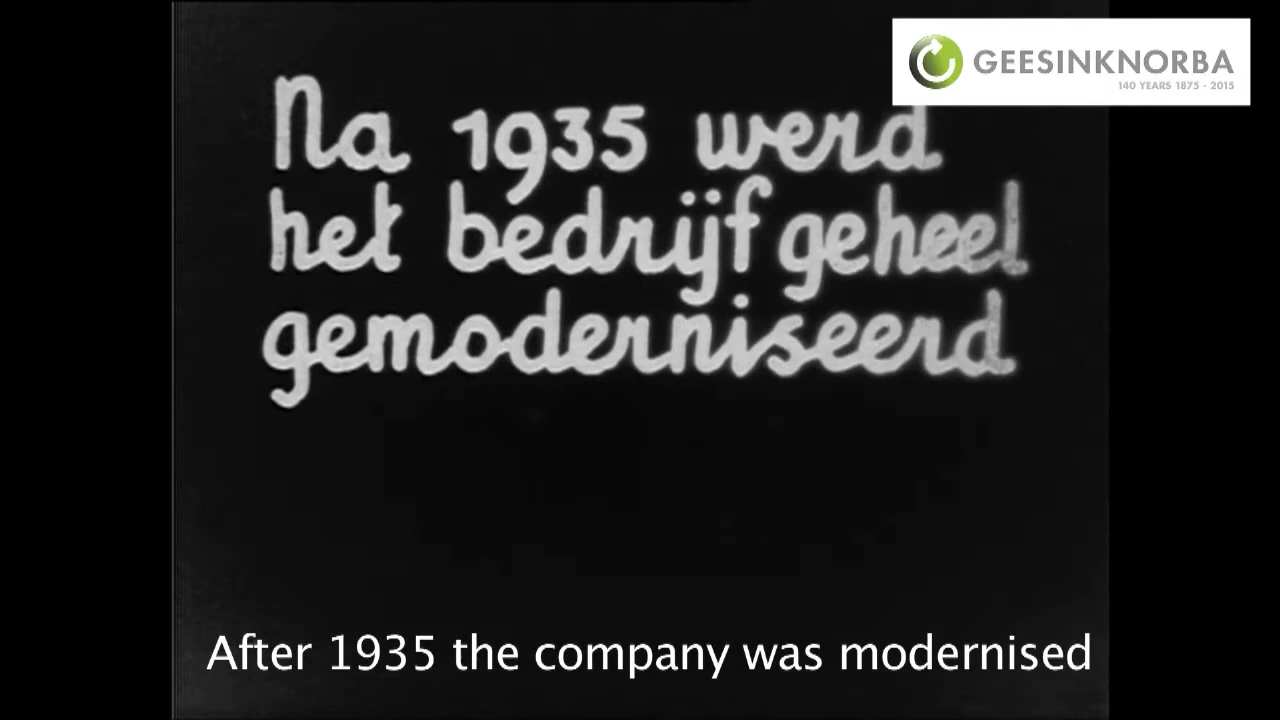 GEESINKNORBA
140 YEARS 1875 - 2015
Na 1935 werd
het bedrijf geheel
gemoderniseerd
After 1935 the company was modernised